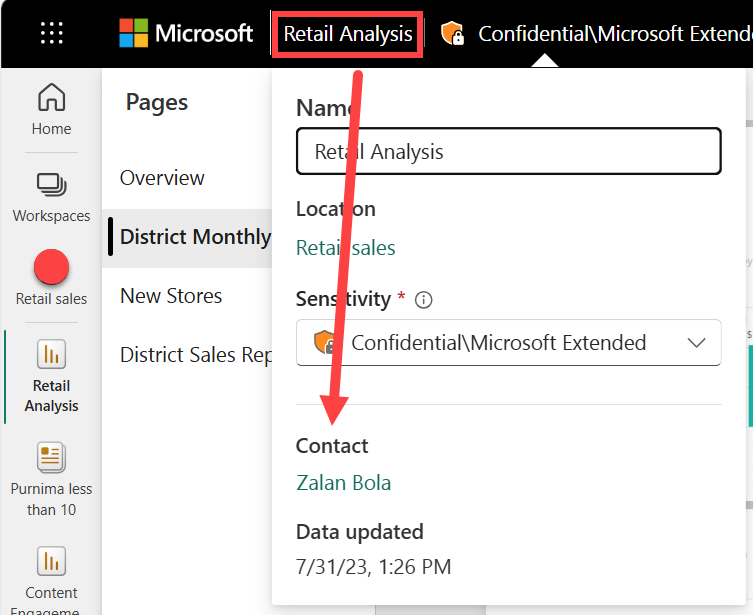 Microsoft
Retail Analysis
Confidential\Microsoft Extende
Home
Workspaces
Retail sales
Retail
Analysis
Purnima less
than 10
Content
Engageme
Pages
Overview
District Monthly
New Stores
District Sales Rep
Name
Retail Analysis
Location
Retail sales
Sensitivity *
Confidential\Microsoft Extended
Contact
Zalan Bola
Data updated
7/31/23, 1:26 PM